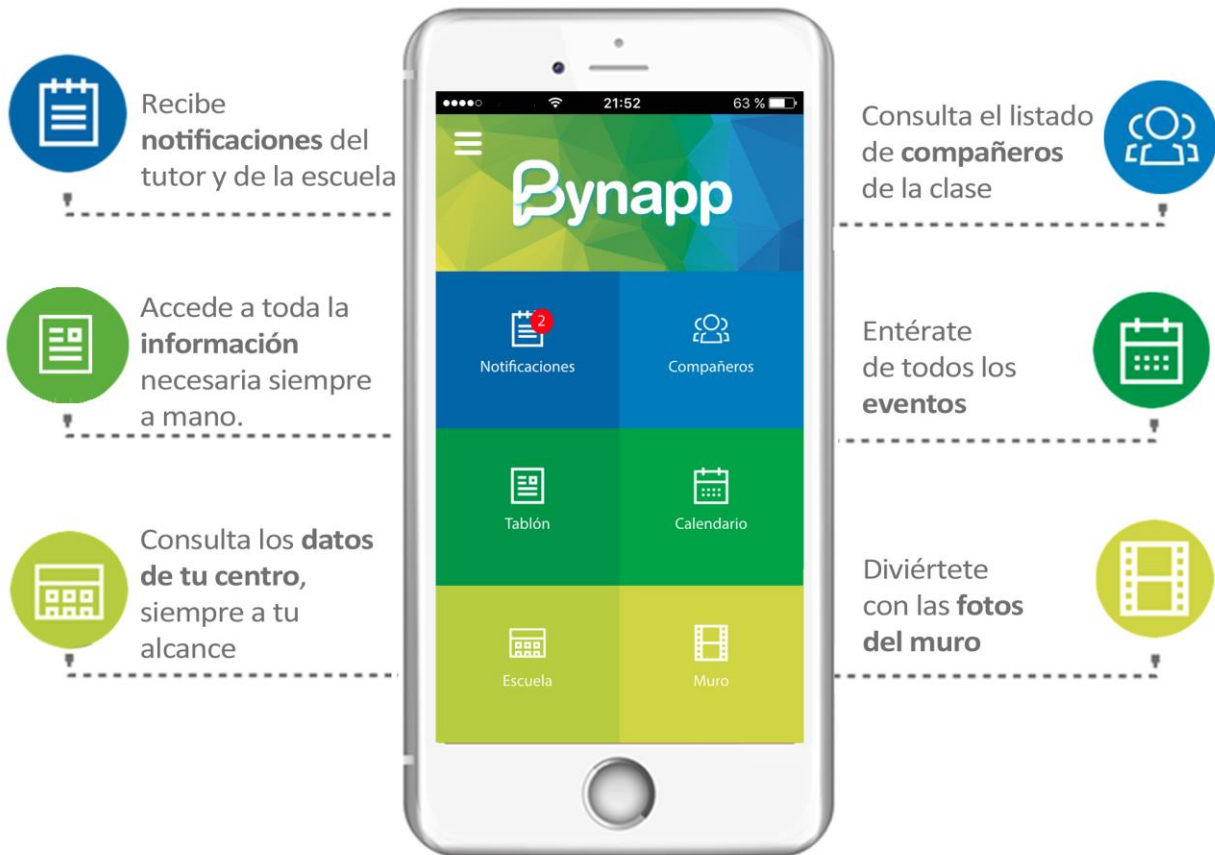 Recibe
notificaciones del
tutor y de la escuela
Accede a toda la
información
necesaria siempre
a mano.
Consulta los datos
de tu centro,
siempre a tu
alcance
21:52
63 %
Bynapp
2
Notificaciones
Compañeros
Tablón
Calendario
Escuela
Muro
Consulta el listado
de compañeros
de la clase
Entérate
de todos los
eventos
Diviértete
con las fotos
del muro